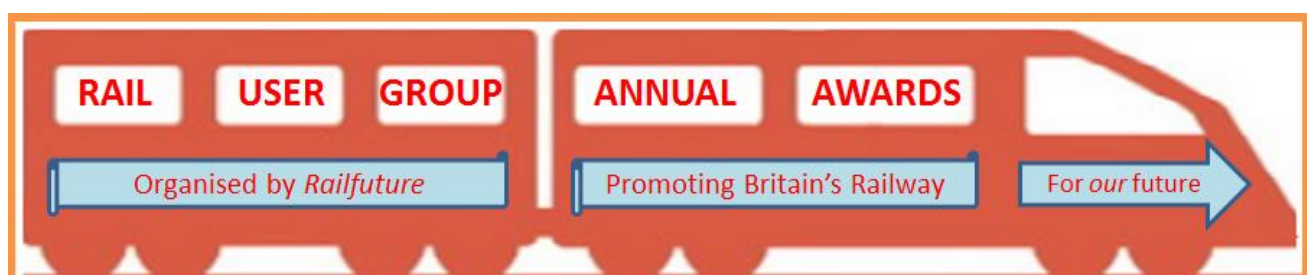 RAIL USER GROUP ANNUAL AWARDS
Organised by Railfuture Promoting Britain's Railway For our future